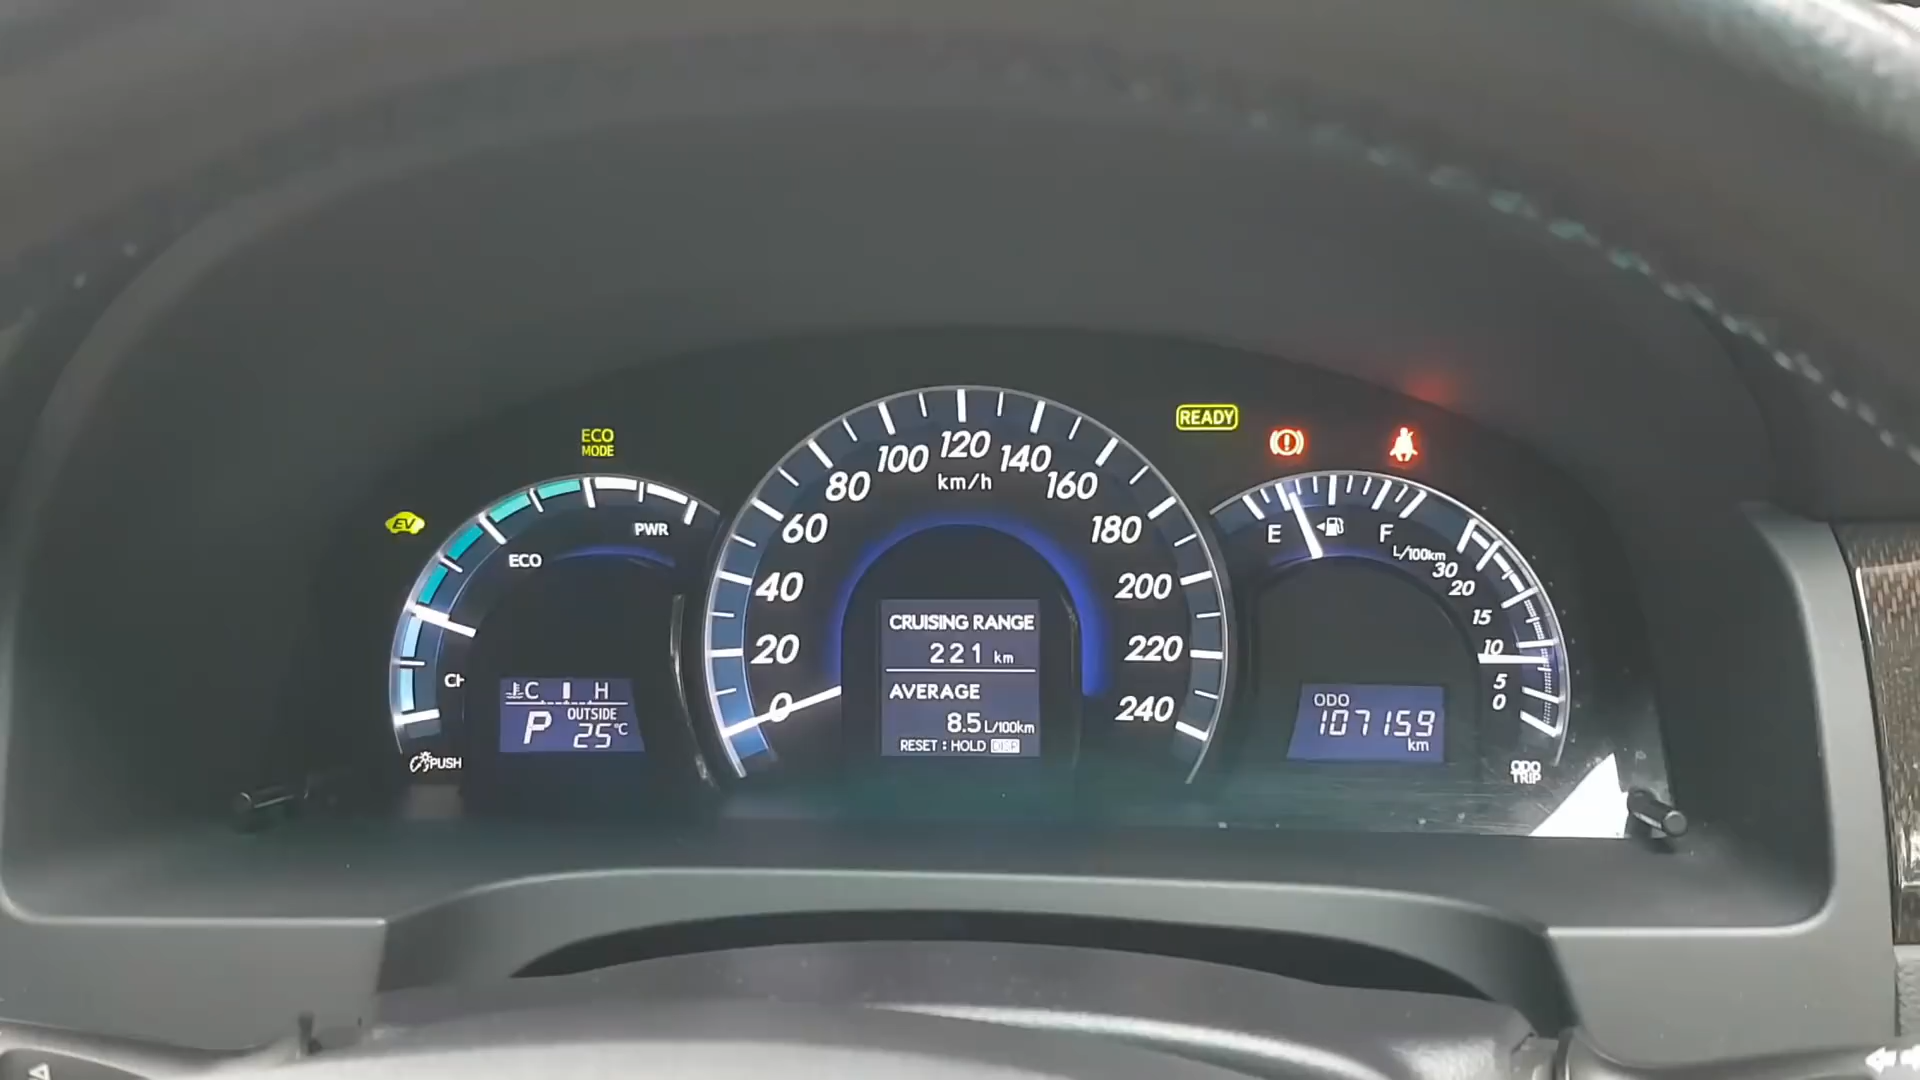 ECO
MODE
EV
ECO
PWR
CH
C H
P
OUTSIDE
25°C
PUSH
0
20
40
60
80
100
120
140
160
180
200
220
240
km/h
CRUISING RANGE
221 km
AVERAGE
8.5 L/100km
RESET : HOLD DISP
READY
E
F
L/100km
30
20
15
10
5
0
ODO
107159
km
ODO
TRIP